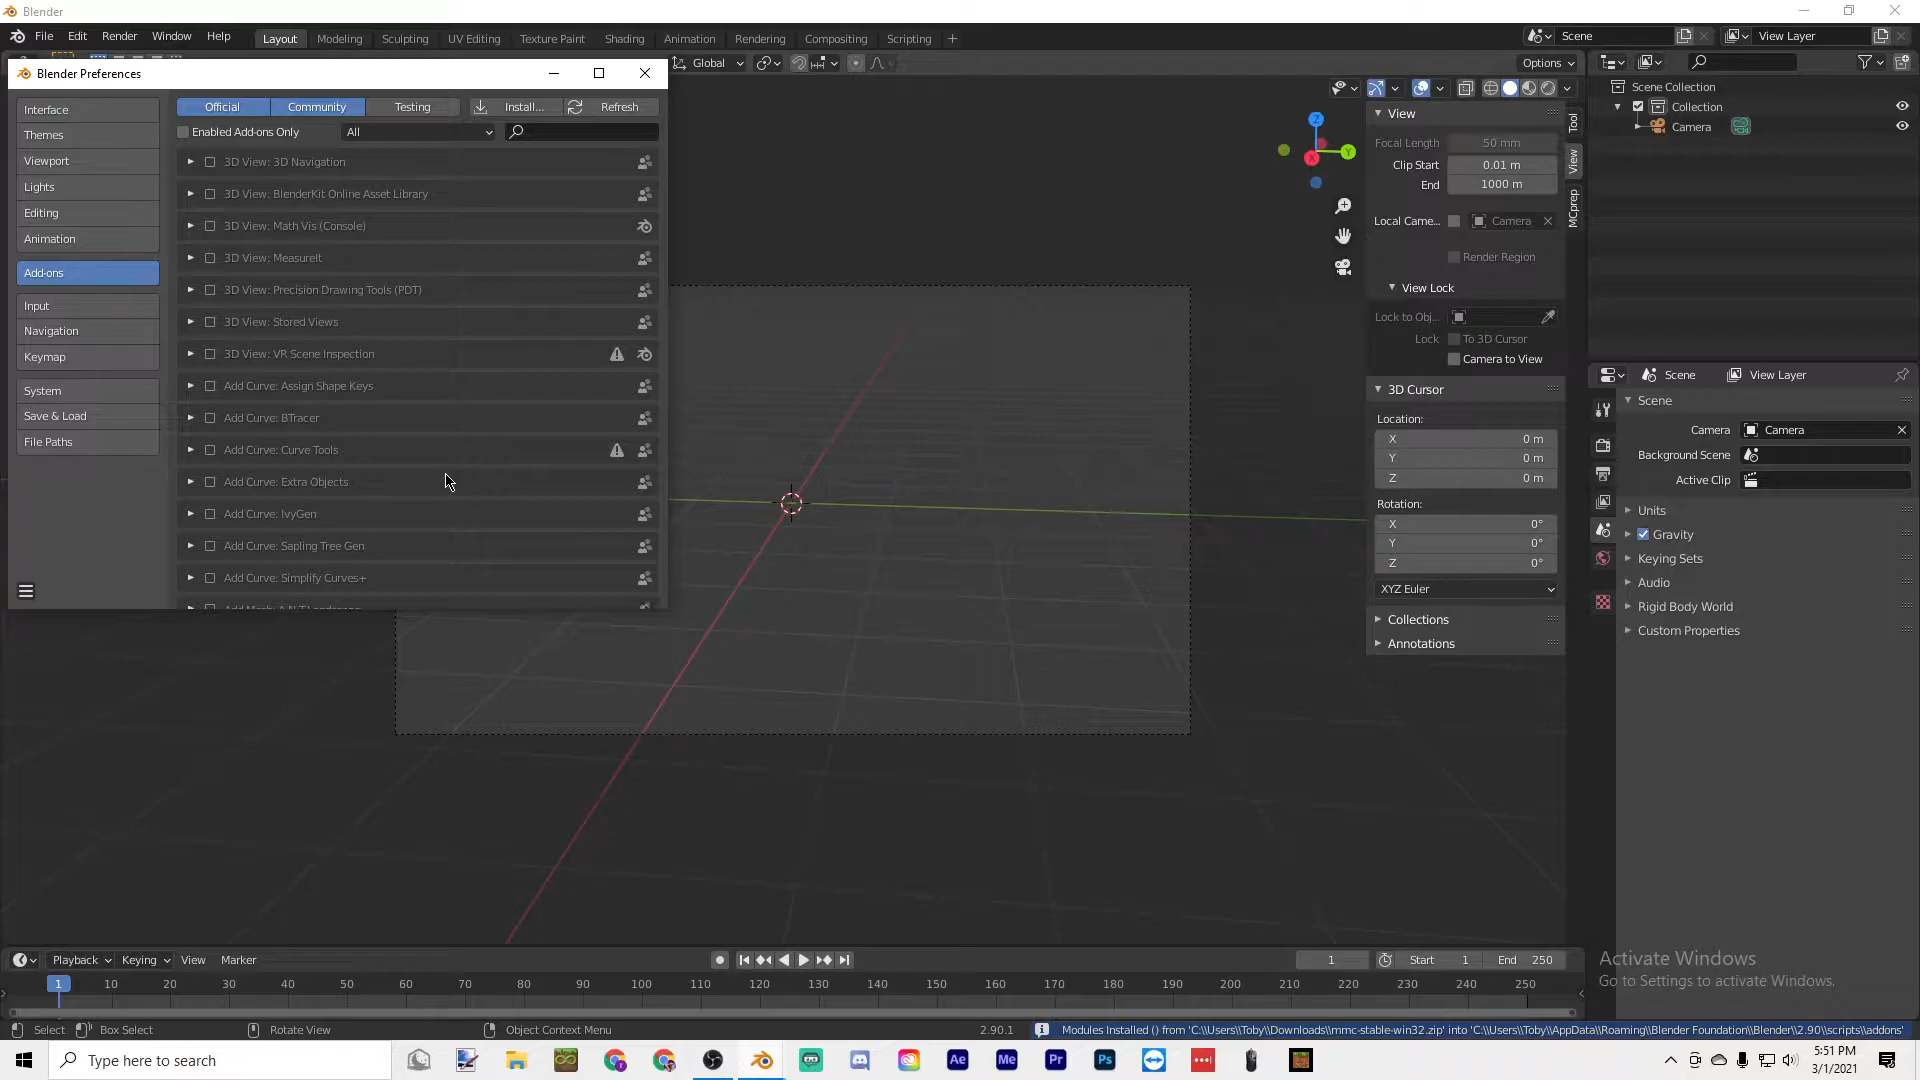 Blender
File Edit Render Window Help Layout Modeling Sculpting UV Editing Texture Paint Shading Animation Rendering Compositing Scripting + Scene View Layer
Global Options
Blender Preferences
Interface
Themes
Viewport
Lights
Editing
Animation
Add-ons
Input
Navigation
Keymap
System
Save & Load
File Paths
Official Community Testing Install... Refresh
Enabled Add-ons Only All
3D View: 3D Navigation
3D View: BlenderKit Online Asset Library
3D View: Math Vis (Console)
3D View: MeasureIt
3D View: Precision Drawing Tools (PDT)
3D View: Stored Views
3D View: VR Scene Inspection
Add Curve: Assign Shape Keys
Add Curve: BTracer
Add Curve: Curve Tools
Add Curve: Extra Objects
Add Curve: IvyGen
Add Curve: Sapling Tree Gen
Add Curve: Simplify Curves+
Z
Y
X
View
Focal Length 50 mm
Clip Start 0.01 m
End 1000 m
Local Came... Camera
Render Region
View Lock
Lock to Obj...
Lock To 3D Cursor
Camera to View
3D Cursor
Location:
X 0 m
Y 0 m
Z 0 m
Rotation:
X 0°
Y 0°
Z 0°
XYZ Euler
Collections
Annotations
Tool
View
MCprep
Scene Collection
Collection
Camera
Scene View Layer
Scene
Camera Camera
Background Scene
Active Clip
Units
Gravity
Keying Sets
Audio
Rigid Body World
Custom Properties
Activate Windows
Go to Settings to activate Windows.
Playback Keying View Marker 1 Start 1 End 250
1 10 20 30 40 50 60 70 80 90 100 110 120 130 140 150 160 170 180 190 200 210 220 230 240 250
Select Box Select Rotate View Object Context Menu 2.90.1 Modules Installed () from 'C:\\Users\\Toby\\Downloads\\mmc-stable-win32.zip' into 'C:\\Users\\Toby\\AppData\\Roaming\\Blender Foundation\\Blender\\2.90\\scripts\\addons'
Type here to search Ae Me Pr Ps 5:51 PM
3/1/2021